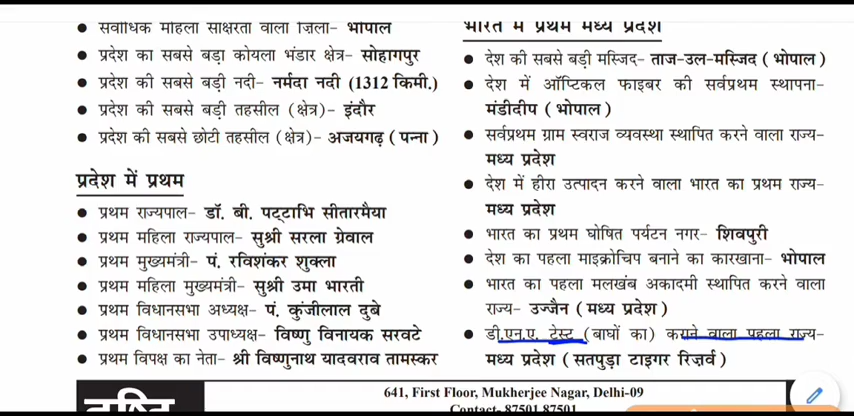 सर्वाधिक महिला साक्षरता वाला ज़िला– भोपाल
● प्रदेश का सबसे बड़ा कोयला भंडार क्षेत्र– सोहागपुर
● प्रदेश की सबसे बड़ी नदी– नर्मदा नदी (1312 किमी.)
● प्रदेश की सबसे बड़ी तहसील (क्षेत्र)– इंदौर
● प्रदेश की सबसे छोटी तहसील (क्षेत्र)– अजयगढ़ ( पन्ना )
प्रदेश में प्रथम
● प्रथम राज्यपाल– डॉ. बी. पट्टाभि सीतारमैया
● प्रथम महिला राज्यपाल– सुश्री सरला ग्रेवाल
● प्रथम मुख्यमंत्री– पं. रविशंकर शुक्ला
● प्रथम महिला मुख्यमंत्री– सुश्री उमा भारती
● प्रथम विधानसभा अध्यक्ष– पं. कुंजीलाल दुबे
● प्रथम विधानसभा उपाध्यक्ष– विष्णु विनायक सरवटे
● प्रथम विपक्ष का नेता– श्री विष्णुनाथ यादवराव तामस्कर
भारत में प्रथम मध्य प्रदेश
● देश की सबसे बड़ी मस्जिद– ताज-उल-मस्जिद ( भोपाल )
● देश में ऑप्टिकल फाइबर की सर्वप्रथम स्थापना–
मंडीदीप ( भोपाल )
● सर्वप्रथम ग्राम स्वराज व्यवस्था स्थापित करने वाला राज्य–
मध्य प्रदेश
● देश में हीरा उत्पादन करने वाला भारत का प्रथम राज्य–
मध्य प्रदेश
● भारत का प्रथम घोषित पर्यटन नगर– शिवपुरी
● देश का पहला माइक्रोचिप बनाने का कारखाना– भोपाल
● भारत का पहला मलखंब अकादमी स्थापित करने वाला
राज्य– उज्जैन ( मध्य प्रदेश )
● डी.एन.ए. टेस्ट (बाघों का) कराने वाला पहला राज्य–
मध्य प्रदेश ( सतपुड़ा टाइगर रिज़र्व )
दृष्टि
641, First Floor, Mukherjee Nagar, Delhi-09
Contact- 87501 87501